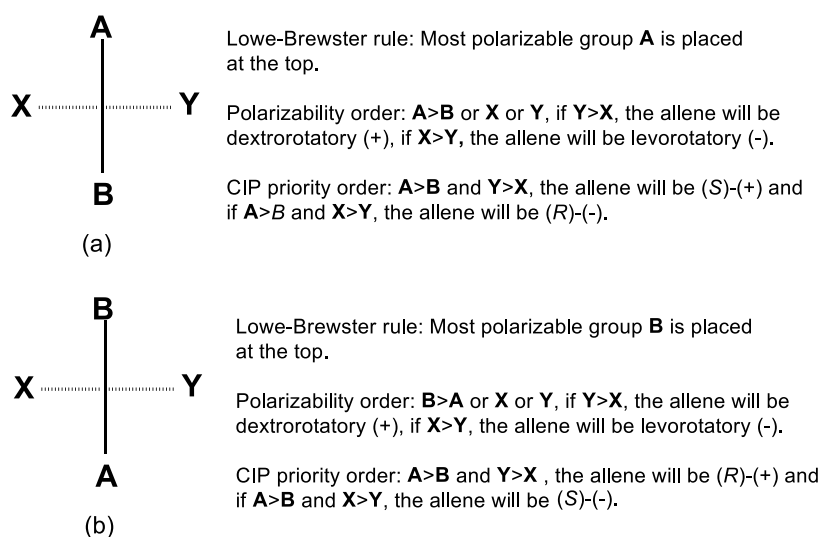 A
X
Y
B
(a)
Lowe-Brewster rule: Most polarizable group A is placed
at the top.
Polarizability order: A>B or X or Y, if Y>X, the allene will be
dextrorotatory (+), if X>Y, the allene will be levorotatory (-).
CIP priority order: A>B and Y>X, the allene will be (S)-(+) and
if A>B and X>Y, the allene will be (R)-(-).
B
X
Y
A
(b)
Lowe-Brewster rule: Most polarizable group B is placed
at the top.
Polarizability order: B>A or X or Y, if Y>X, the allene will be
dextrorotatory (+), if X>Y, the allene will be levorotatory (-).
CIP priority order: A>B and Y>X , the allene will be (R)-(+) and
if A>B and X>Y, the allene will be (S)-(-).